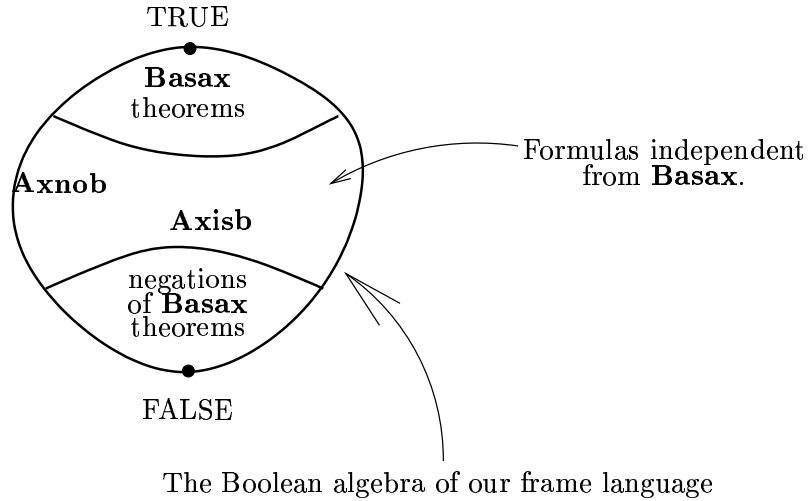 TRUE
Basax
theorems
Formulas independent
from Basax.
Axnob
Axisb
negations
of Basax
theorems
FALSE
The Boolean algebra of our frame language